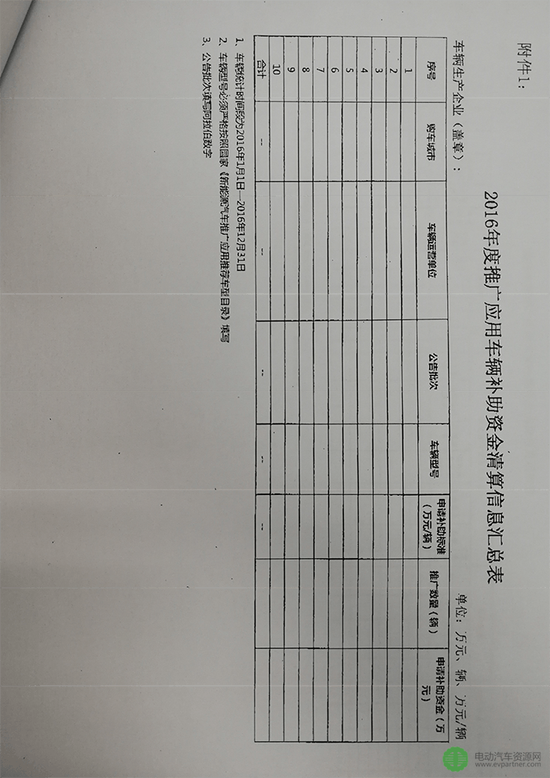 附件1：
2016年度推广应用车辆补助资金清算信息汇总表
车辆生产企业（盖章）：
单位：万元、辆、万元/辆
序号 购车城市 车辆运营单位 公告批次 车辆型号 申请补助标准（万元/辆） 推广数量（辆） 申请补助资金（万元）
1
2
3
4
5
6
7
8
9
10
合计 -- -- -- -- --
1、车辆统计时间段为2016年1月1日—2016年12月31日
2、车辆型号必须严格按照国家《新能源汽车推广应用推荐车型目录》填写
3、公告批次填写阿拉伯数字
电动汽车资源网
www.evpartner.com